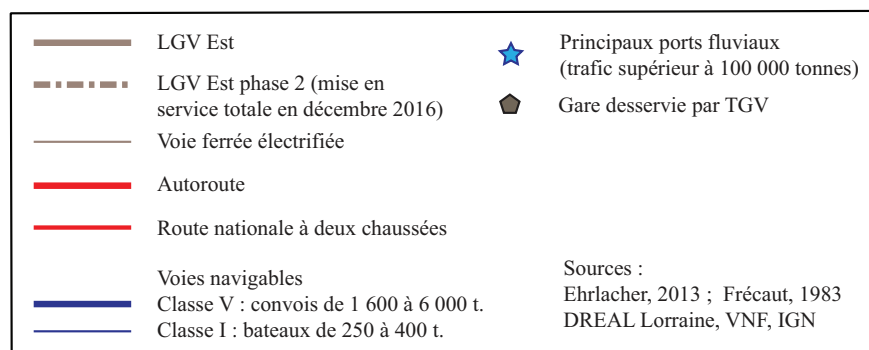 LGV Est
LGV Est phase 2 (mise en
service totale en décembre 2016)
Voie ferrée électrifiée
Autoroute
Route nationale à deux chaussées
Voies navigables
Classe V : convois de 1 600 à 6 000 t.
Classe I : bateaux de 250 à 400 t.
Principaux ports fluviaux
(trafic supérieur à 100 000 tonnes)
Gare desservie par TGV
Sources :
Ehrlacher, 2013 ; Frécaut, 1983
DREAL Lorraine, VNF, IGN